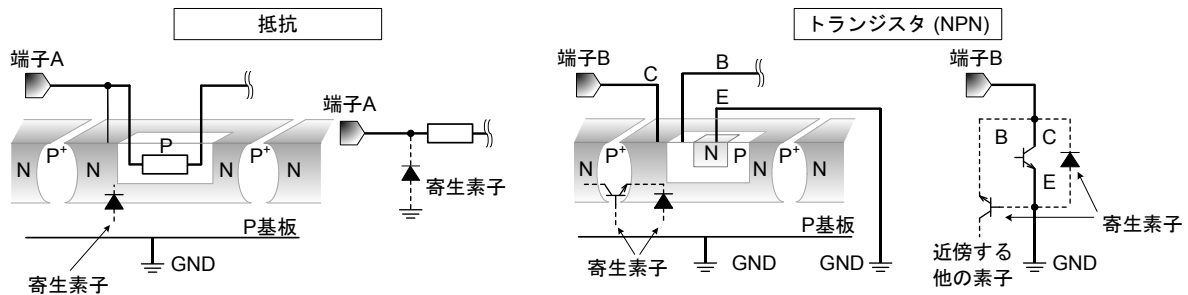 抵抗
端子A
P
N
P+
N
N
P+
N
P基板
GND
寄生素子
端子A
寄生素子
トランジスタ (NPN)
端子B
C
B
E
N
P+
N
N
P
N
P+
N
P基板
寄生素子
GND
GND
端子B
B
C
E
寄生素子
近傍する
他の素子
GND